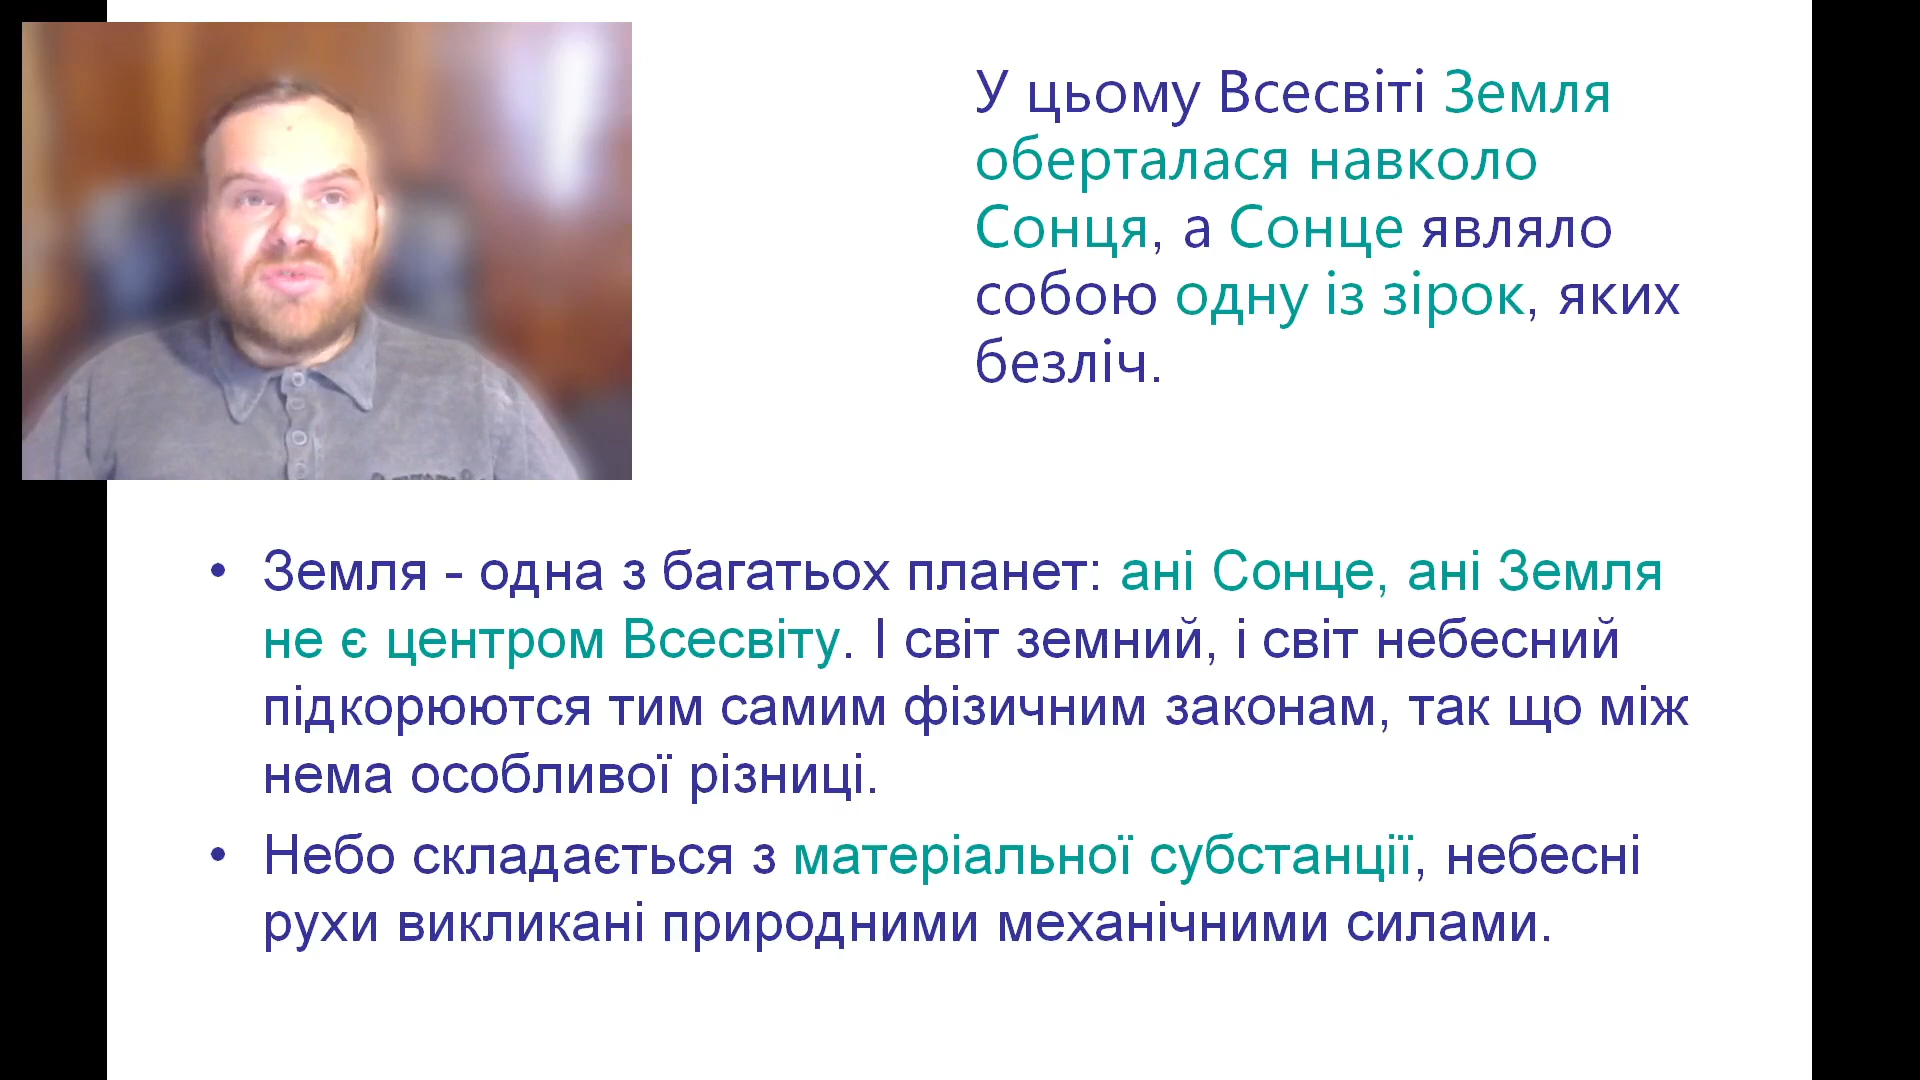 У цьому Всесвіті Земля
оберталася навколо
Сонця, а Сонце являло
собою одну із зірок, яких
безліч.
• Земля - одна з багатьох планет: ані Сонце, ані Земля
не є центром Всесвіту. І світ земний, і світ небесний
підкорюются тим самим фізичним законам, так що між
нема особливої різниці.
• Небо складається з матеріальної субстанції, небесні
рухи викликані природними механічними силами.